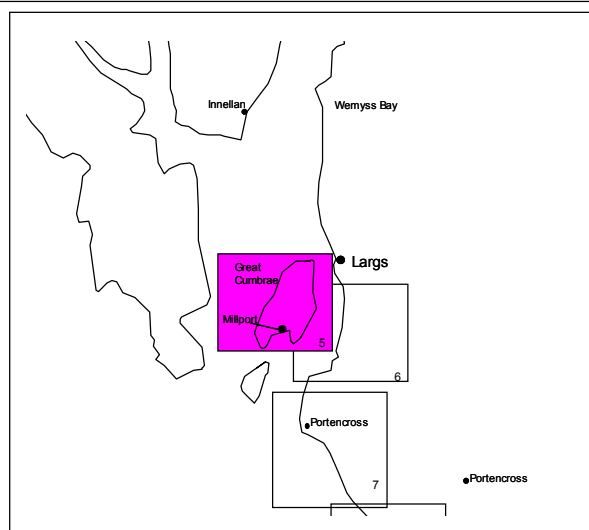 Innellan
Wemyss Bay
Largs
Great
Cumbrae
Millport
5
6
Portencross
Portencross
7